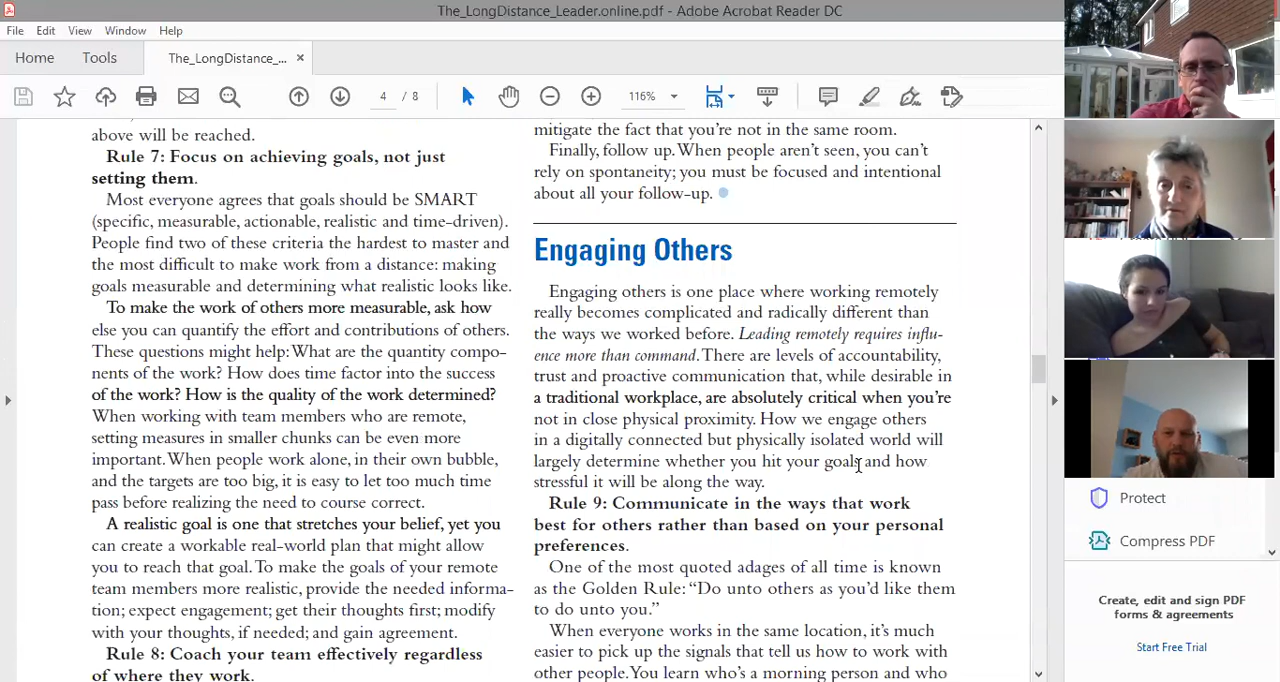 The_LongDistance_Leader.online.pdf - Adobe Acrobat Reader DC
File Edit View Window Help
Home Tools The_LongDistance_... ×
4 / 8 116%
above will be reached.
Rule 7: Focus on achieving goals, not just
setting them.
Most everyone agrees that goals should be SMART
(specific, measurable, actionable, realistic and time-driven).
People find two of these criteria the hardest to master and
the most difficult to make work from a distance: making
goals measurable and determining what realistic looks like.
To make the work of others more measurable, ask how
else you can quantify the effort and contributions of others.
These questions might help: What are the quantity compo-
nents of the work? How does time factor into the success
of the work? How is the quality of the work determined?
When working with team members who are remote,
setting measures in smaller chunks can be even more
important. When people work alone, in their own bubble,
and the targets are too big, it is easy to let too much time
pass before realizing the need to course correct.
A realistic goal is one that stretches your belief, yet you
can create a workable real-world plan that might allow
you to reach that goal. To make the goals of your remote
team members more realistic, provide the needed informa-
tion; expect engagement; get their thoughts first; modify
with your thoughts, if needed; and gain agreement.
Rule 8: Coach your team effectively regardless
of where they work.
mitigate the fact that you're not in the same room.
Finally, follow up. When people aren't seen, you can't
rely on spontaneity; you must be focused and intentional
about all your follow-up.
Engaging Others
Engaging others is one place where working remotely
really becomes complicated and radically different than
the ways we worked before. Leading remotely requires influ-
ence more than command. There are levels of accountability,
trust and proactive communication that, while desirable in
a traditional workplace, are absolutely critical when you're
not in close physical proximity. How we engage others
in a digitally connected but physically isolated world will
largely determine whether you hit your goals and how
stressful it will be along the way.
Rule 9: Communicate in the ways that work
best for others rather than based on your personal
preferences.
One of the most quoted adages of all time is known
as the Golden Rule: “Do unto others as you'd like them
to do unto you.”
When everyone works in the same location, it's much
easier to pick up the signals that tell us how to work with
other people. You learn who's a morning person and who
Protect
Compress PDF
Create, edit and sign PDF
forms & agreements
Start Free Trial